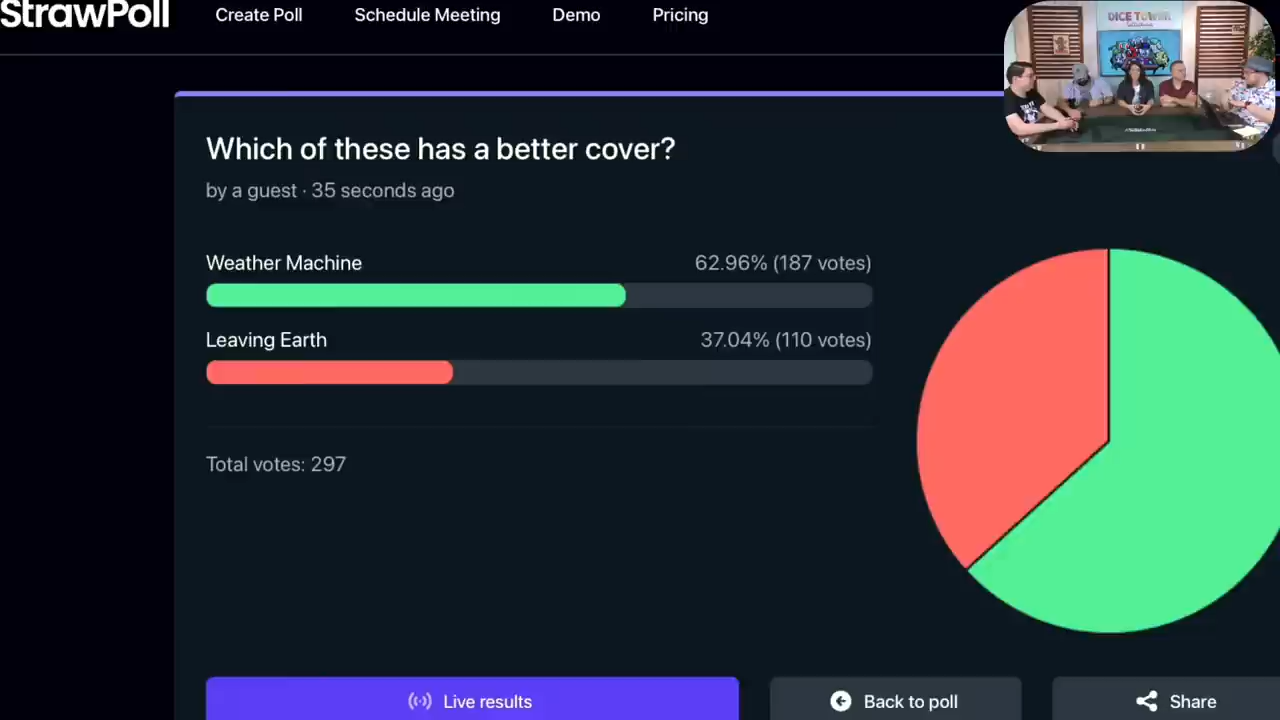 StrawPoll
Create Poll
Schedule Meeting
Demo
Pricing
DICE TOWER
Which of these has a better cover?
by a guest · 35 seconds ago
Weather Machine
62.96% (187 votes)
Leaving Earth
37.04% (110 votes)
Total votes: 297
Live results
Back to poll
Share